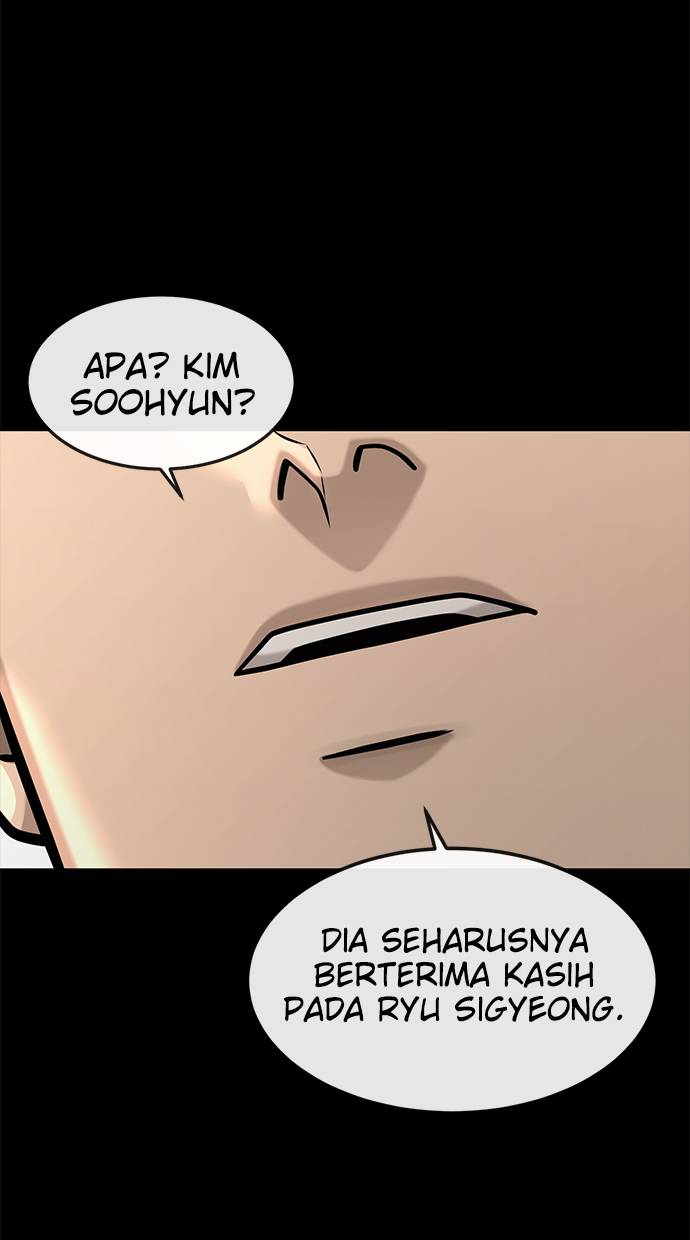 APA? KIM
SOOHYUN?
DIA SEHARUSNYA
BERTERIMA KASIH
PADA RYU SIGYEONG.